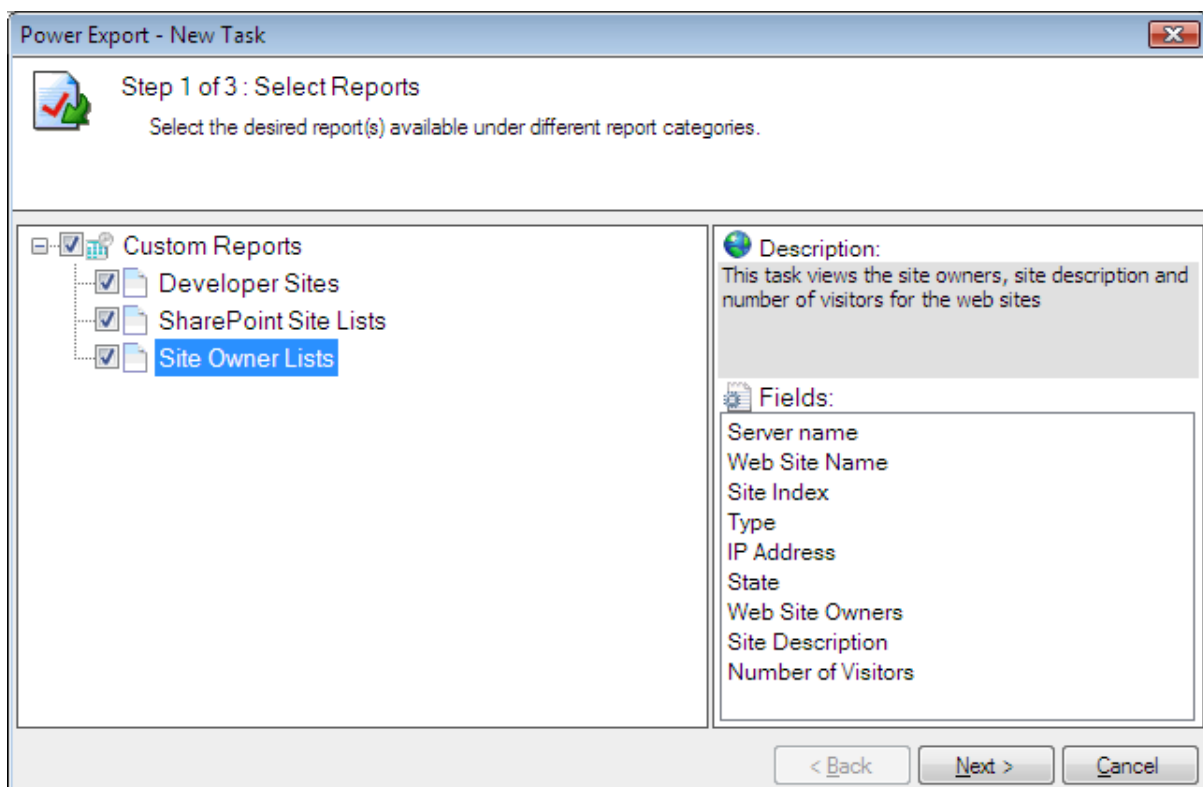 Power Export - New Task
Step 1 of 3 : Select Reports
Select the desired report(s) available under different report categories.
Custom Reports
Developer Sites
SharePoint Site Lists
Site Owner Lists
Description:
This task views the site owners, site description and
number of visitors for the web sites
Fields:
Server name
Web Site Name
Site Index
Type
IP Address
State
Web Site Owners
Site Description
Number of Visitors
< Back
Next >
Cancel